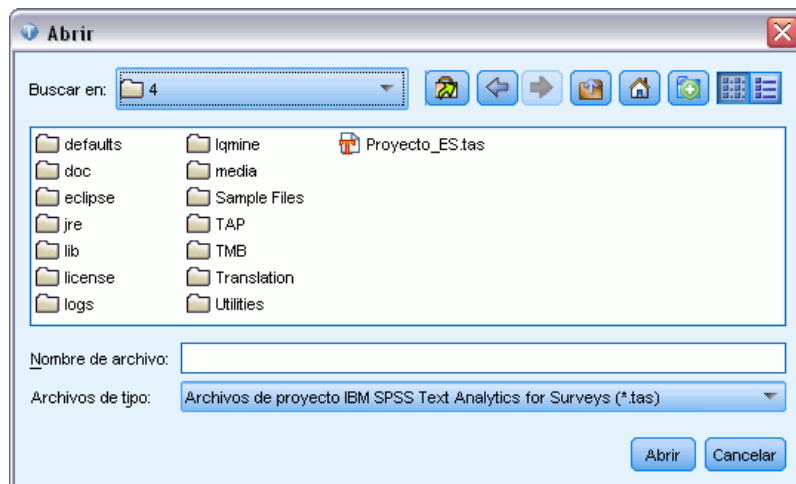 Abrir
Buscar en: 4
defaults
doc
eclipse
jre
lib
license
logs
lqmine
media
Sample Files
TAP
TMB
Translation
Utilities
Proyecto_ES.tas
Nombre de archivo:
Archivos de tipo: Archivos de proyecto IBM SPSS Text Analytics for Surveys (*.tas)
Abrir Cancelar